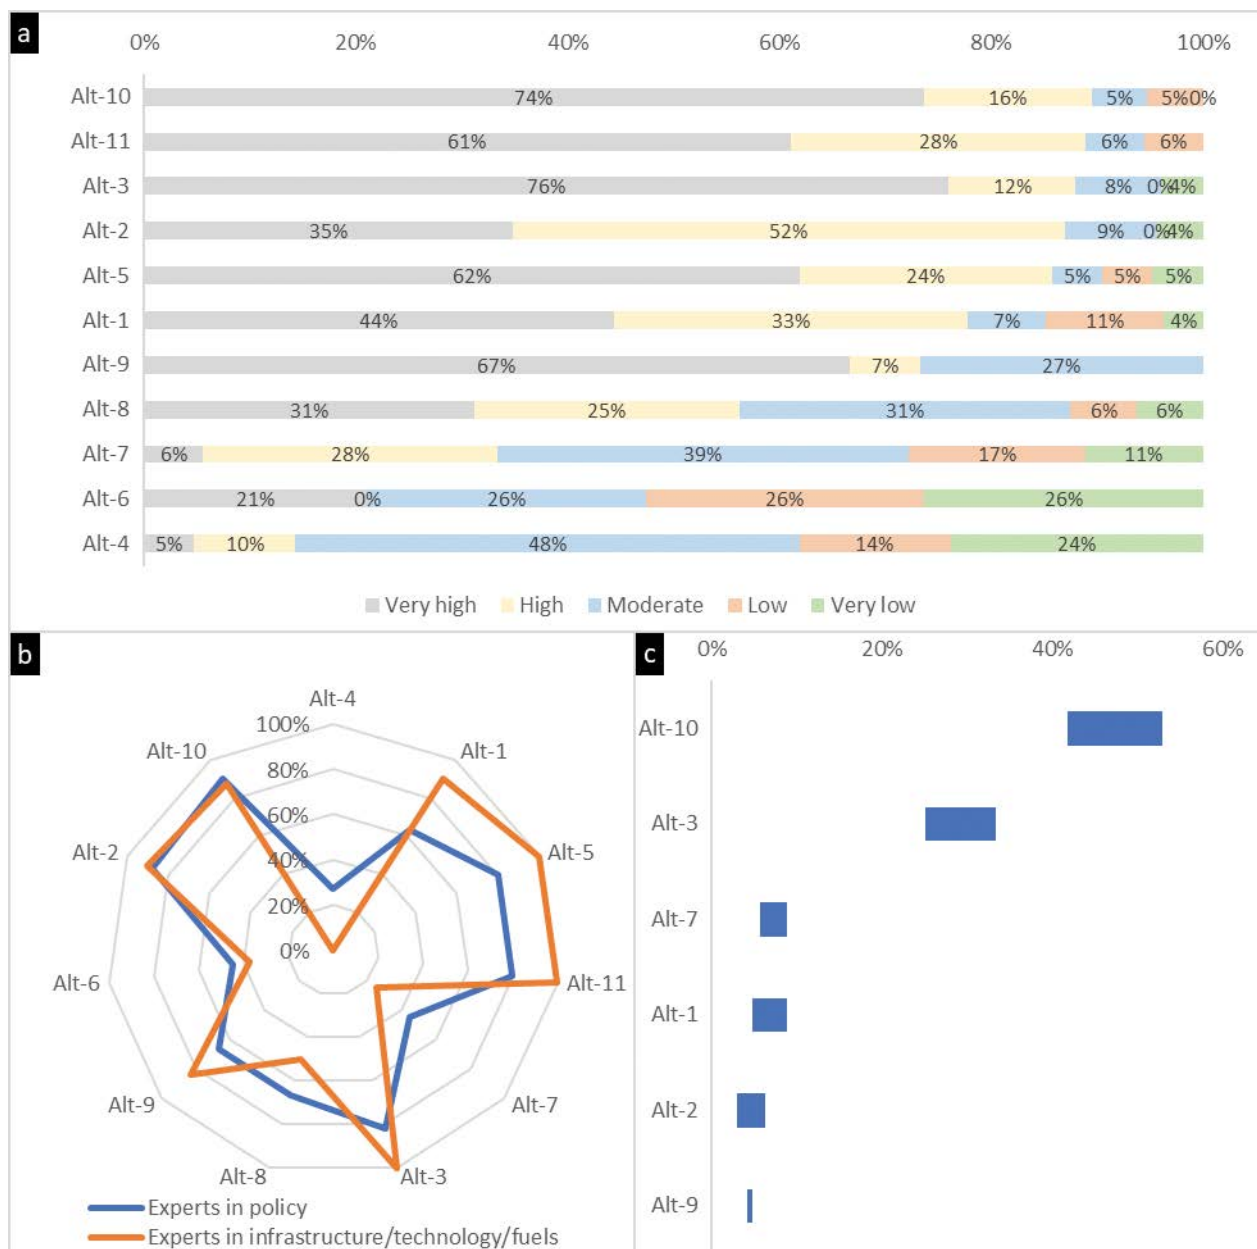 a
0% 20% 40% 60% 80% 100%
Alt-10 74% 16% 5% 5% 0%
Alt-11 61% 28% 6% 6%
Alt-3 76% 12% 8% 0% 4%
Alt-2 35% 52% 9% 0% 4%
Alt-5 62% 24% 5% 5% 5%
Alt-1 44% 33% 7% 11% 4%
Alt-9 67% 7% 27%
Alt-8 31% 25% 31% 6% 6%
Alt-7 6% 28% 39% 17% 11%
Alt-6 21% 0% 26% 26% 26%
Alt-4 5% 10% 48% 14% 24%
Very high High Moderate Low Very low
b
Alt-4
100%
Alt-10 Alt-1
80%
60%
Alt-2 Alt-5
40%
20%
0%
Alt-6 Alt-11
Alt-9 Alt-7
Alt-8 Alt-3
Experts in policy
Experts in infrastructure/technology/fuels
c
0% 20% 40% 60%
Alt-10
Alt-3
Alt-7
Alt-1
Alt-2
Alt-9